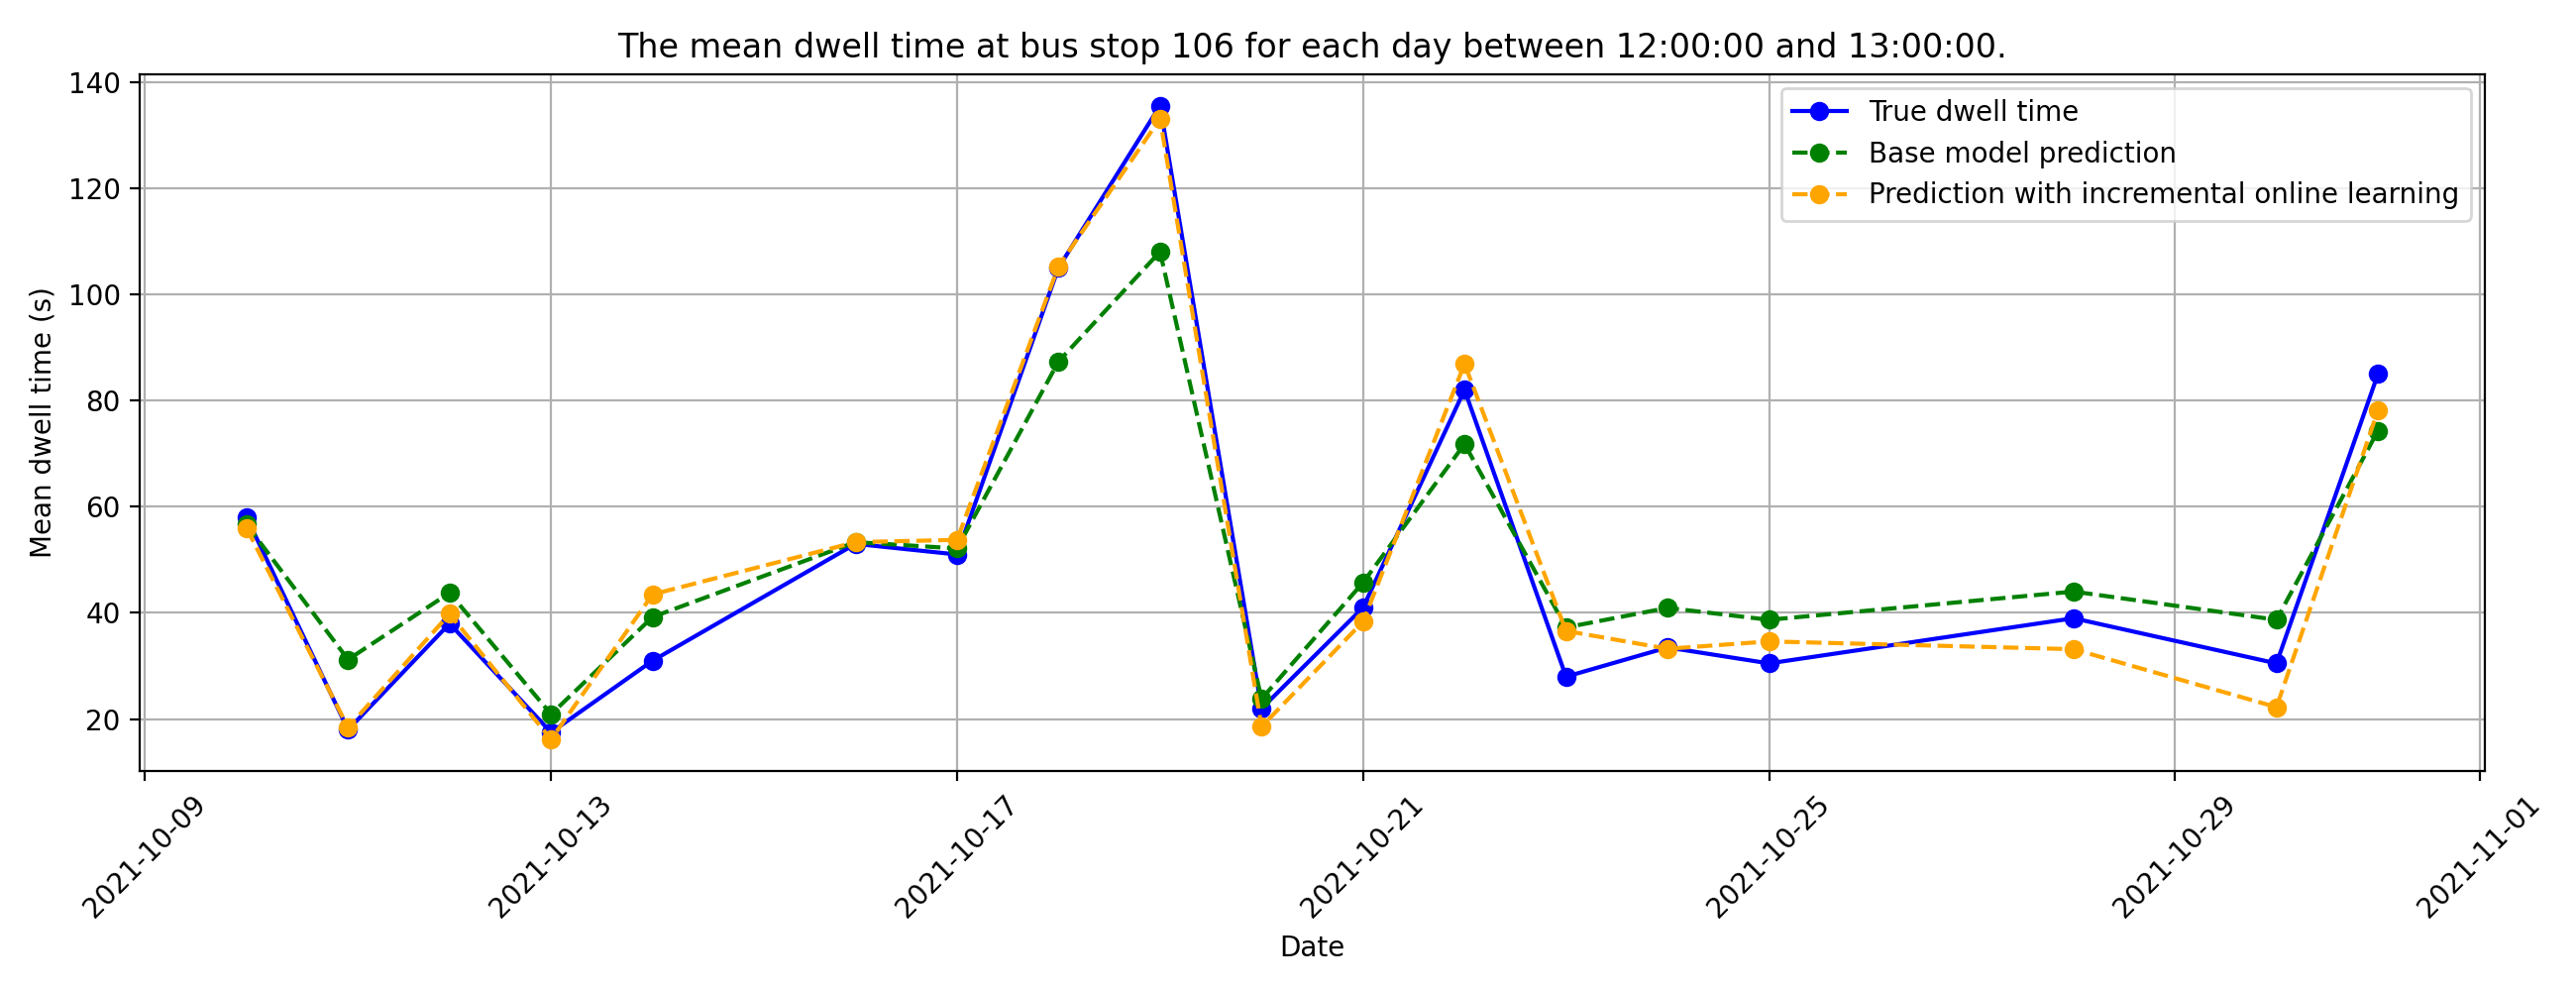 The mean dwell time at bus stop 106 for each day between 12:00:00 and 13:00:00.
140
120
100
80
60
40
20
Mean dwell time (s)
True dwell time
Base model prediction
Prediction with incremental online learning
2021-10-09
2021-10-13
2021-10-17
2021-10-21
2021-10-25
2021-10-29
2021-11-01
Date